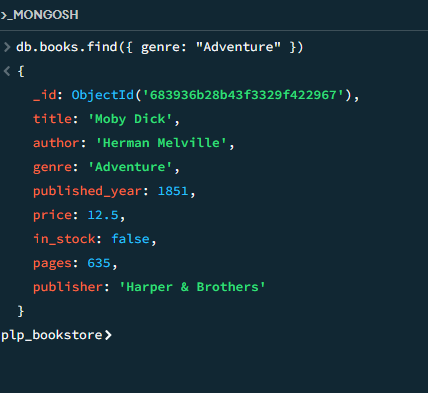 >_MONGOSH
> db.books.find({ genre: "Adventure" })
< {
_id: ObjectId('683936b28b43f3329f422967'),
title: 'Moby Dick',
author: 'Herman Melville',
genre: 'Adventure',
published_year: 1851,
price: 12.5,
in_stock: false,
pages: 635,
publisher: 'Harper & Brothers'
}
plp_bookstore>